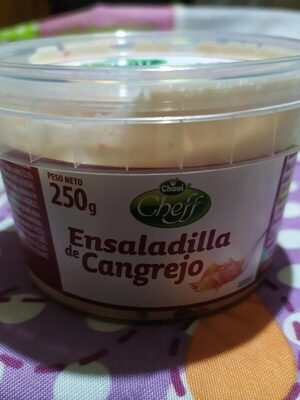 PESO NETO
250g
Choví
Cheff
Ensaladilla
de Cangrejo